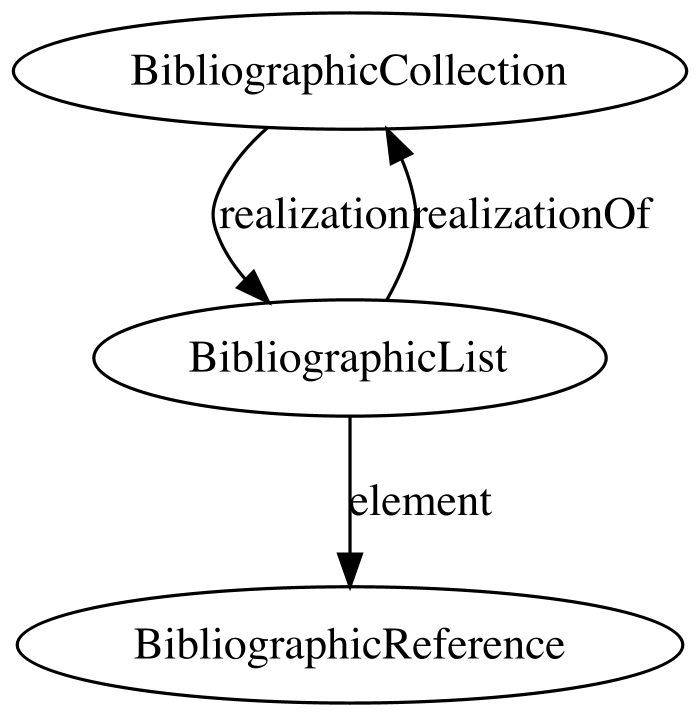 BibliographicCollection
realization realizationOf
BibliographicList
element
BibliographicReference